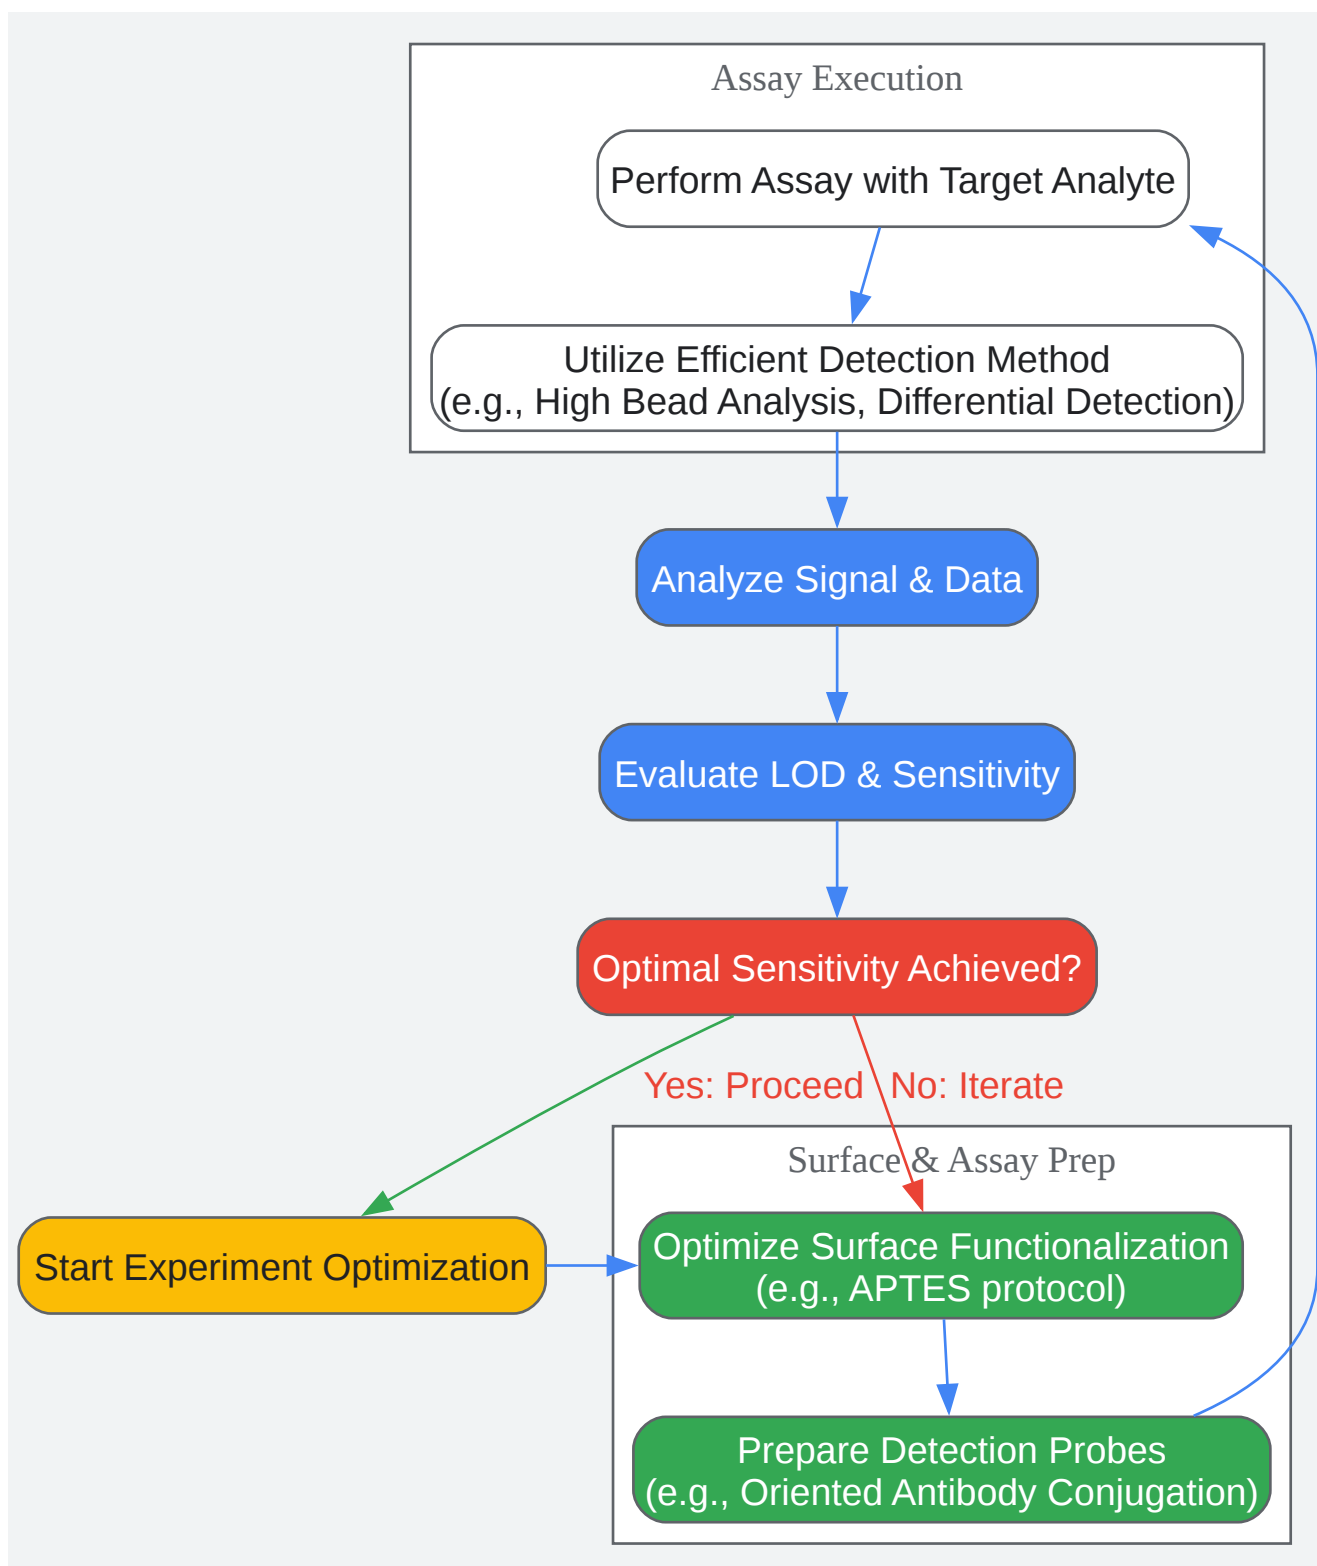 Assay Execution
Perform Assay with Target Analyte
Utilize Efficient Detection Method
(e.g., High Bead Analysis, Differential Detection)
Analyze Signal & Data
Evaluate LOD & Sensitivity
Optimal Sensitivity Achieved?
Yes: Proceed
No: Iterate
Surface & Assay Prep
Start Experiment Optimization
Optimize Surface Functionalization
(e.g., APTES protocol)
Prepare Detection Probes
(e.g., Oriented Antibody Conjugation)